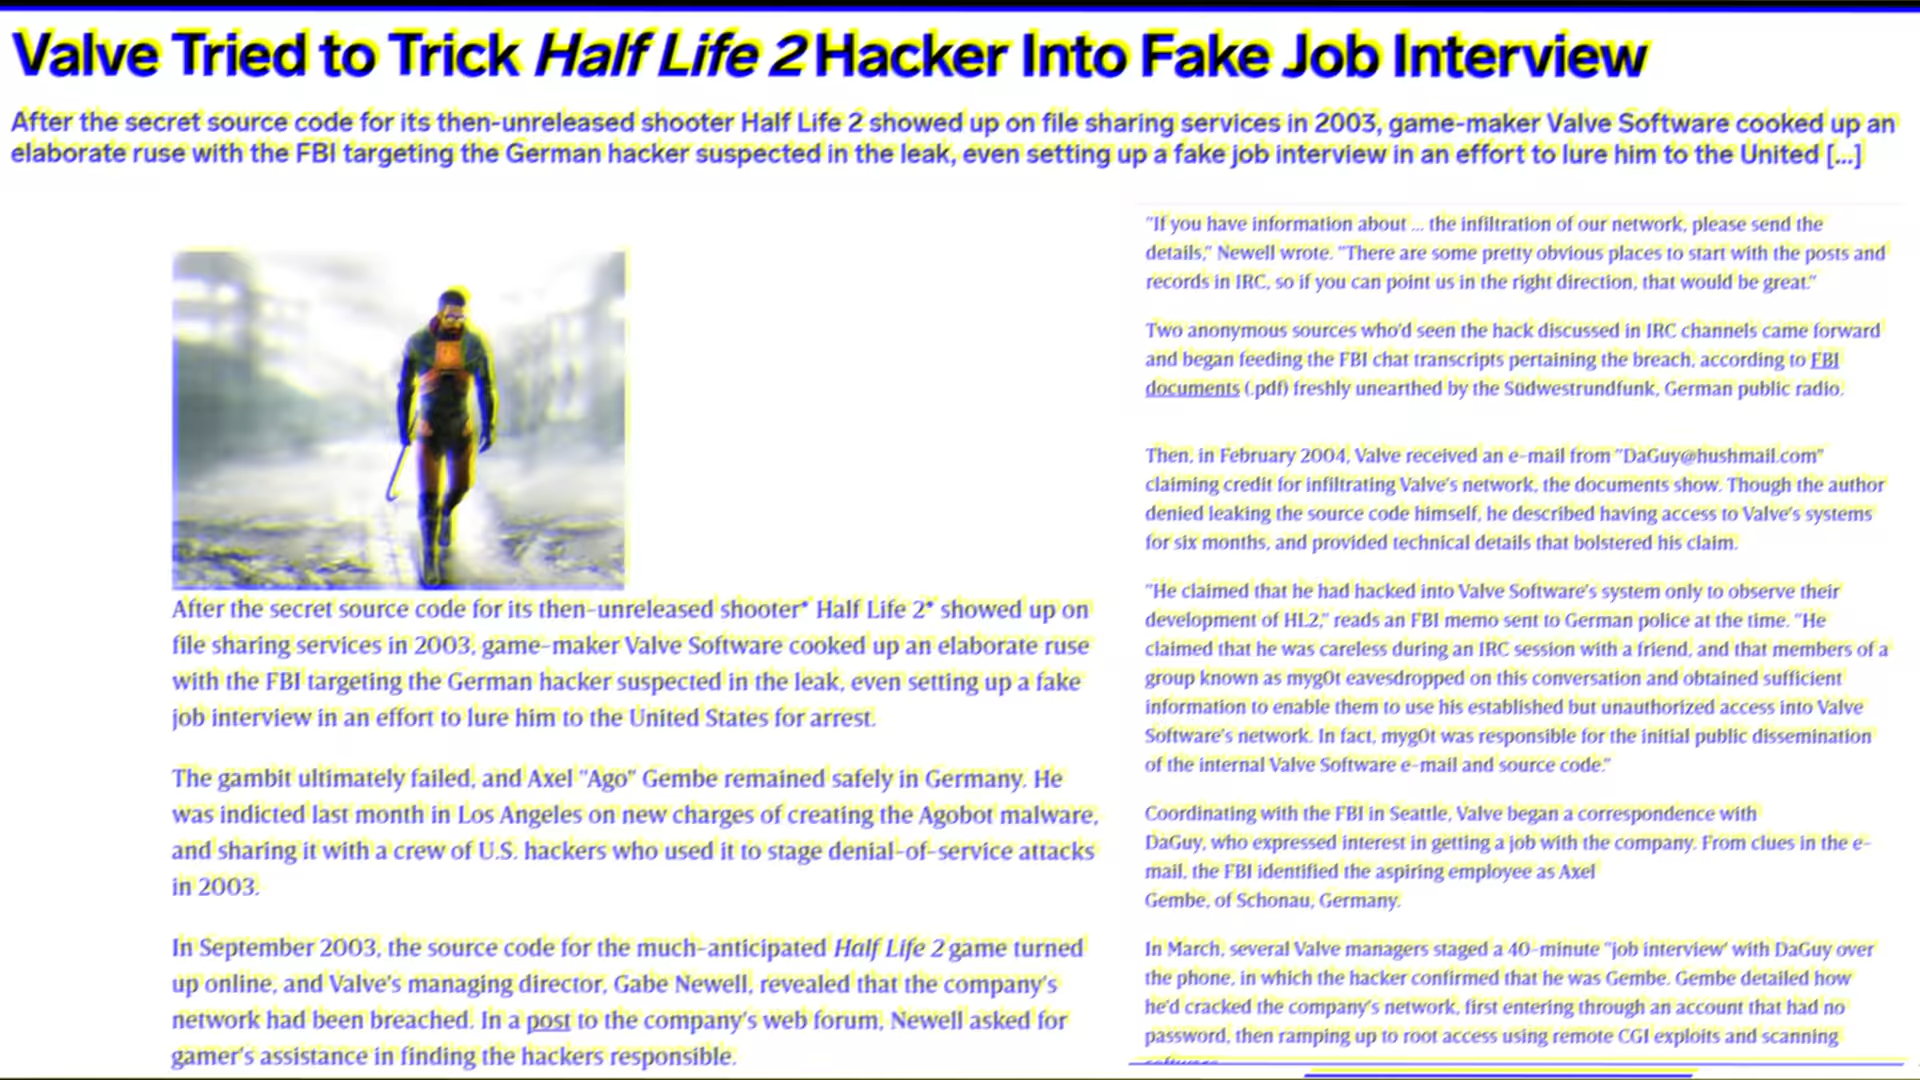 Valve Tried to Trick Half Life 2 Hacker Into Fake Job Interview
After the secret source code for its then-unreleased shooter Half Life 2 showed up on file sharing services in 2003, game-maker Valve Software cooked up an
elaborate ruse with the FBI targeting the German hacker suspected in the leak, even setting up a fake job interview in an effort to lure him to the United [...]
After the secret source code for its then-unreleased shooter* Half Life 2* showed up on
file sharing services in 2003, game-maker Valve Software cooked up an elaborate ruse
with the FBI targeting the German hacker suspected in the leak, even setting up a fake
job interview in an effort to lure him to the United States for arrest.
The gambit ultimately failed, and Axel "Ago" Gembe remained safely in Germany. He
was indicted last month in Los Angeles on new charges of creating the Agobot malware,
and sharing it with a crew of U.S. hackers who used it to stage denial-of-service attacks
in 2003.
In September 2003, the source code for the much-anticipated Half Life 2 game turned
up online, and Valve's managing director, Gabe Newell, revealed that the company's
network had been breached. In a post to the company's web forum, Newell asked for
gamer's assistance in finding the hackers responsible.
"If you have information about ... the infiltration of our network, please send the
details," Newell wrote. "There are some pretty obvious places to start with the posts and
records in IRC, so if you can point us in the right direction, that would be great."
Two anonymous sources who'd seen the hack discussed in IRC channels came forward
and began feeding the FBI chat transcripts pertaining the breach, according to FBI
documents (.pdf) freshly unearthed by the Südwestrundfunk, German public radio.
Then, in February 2004, Valve received an e-mail from "DaGuy@hushmail.com"
claiming credit for infiltrating Valve's network, the documents show. Though the author
denied leaking the source code himself, he described having access to Valve's systems
for six months, and provided technical details that bolstered his claim.
"He claimed that he had hacked into Valve Software's system only to observe their
development of HL2," reads an FBI memo sent to German police at the time. "He
claimed that he was careless during an IRC session with a friend, and that members of a
group known as myg0t eavesdropped on this conversation and obtained sufficient
information to enable them to use his established but unauthorized access into Valve
Software's network. In fact, myg0t was responsible for the initial public dissemination
of the internal Valve Software e-mail and source code."
Coordinating with the FBI in Seattle, Valve began a correspondence with
DaGuy, who expressed interest in getting a job with the company. From clues in the e-
mail, the FBI identified the aspiring employee as Axel
Gembe, of Schonau, Germany.
In March, several Valve managers staged a 40-minute "job interview' with DaGuy over
the phone, in which the hacker confirmed that he was Gembe. Gembe detailed how
he'd cracked the company's network, first entering through an account that had no
password, then ramping up to root access using remote CGI exploits and scanning